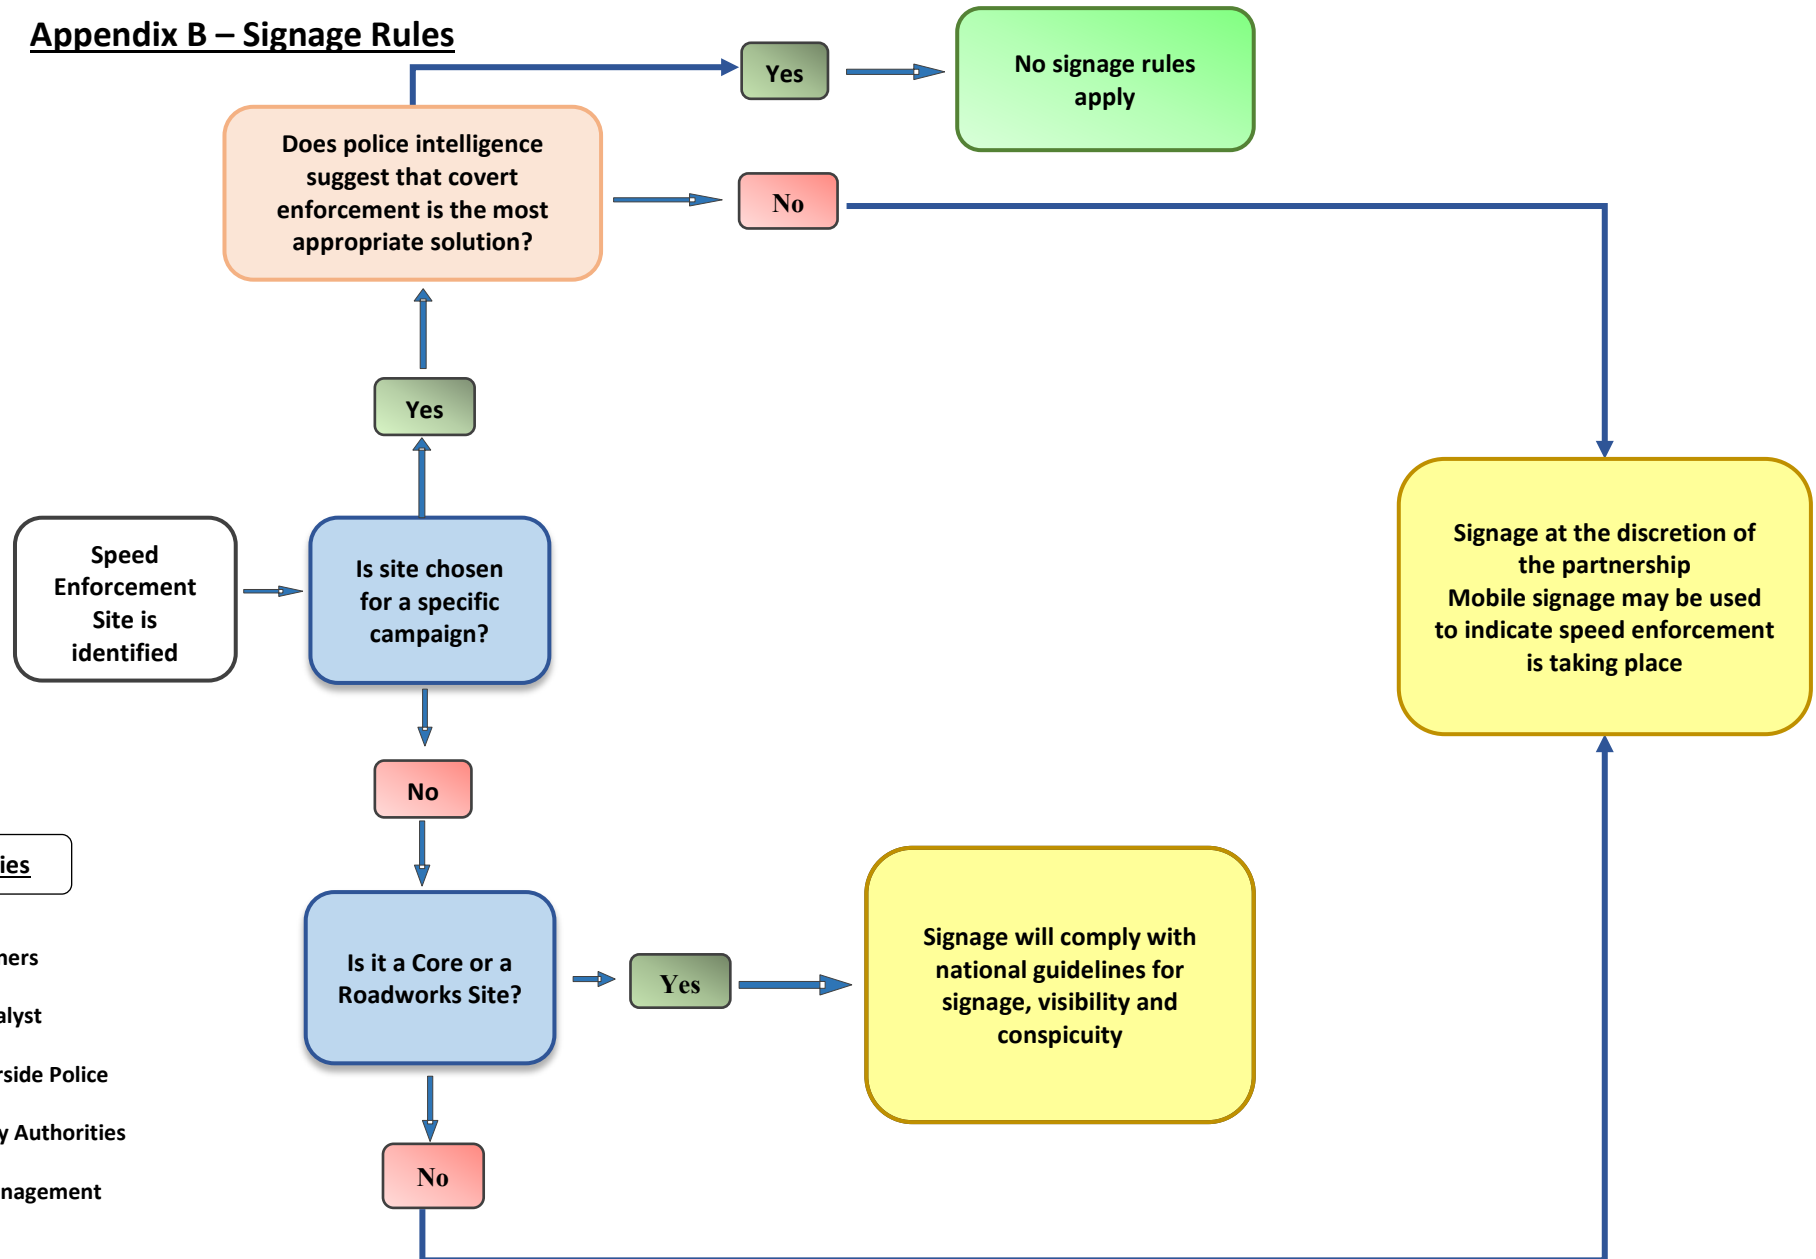 Appendix B – Signage Rules
Yes
No signage rules
apply
Does police intelligence
suggest that covert
enforcement is the most
appropriate solution?
No
Yes
Speed
Enforcement
Site is
identified
Is site chosen
for a specific
campaign?
Signage at the discretion of
the partnership
Mobile signage may be used
to indicate speed enforcement
is taking place
No
ies
Is it a Core or a
Roadworks Site?
Yes
Signage will comply with
national guidelines for
signage, visibility and
conspicuity
ners
alyst
rside Police
y Authorities
nagement
No